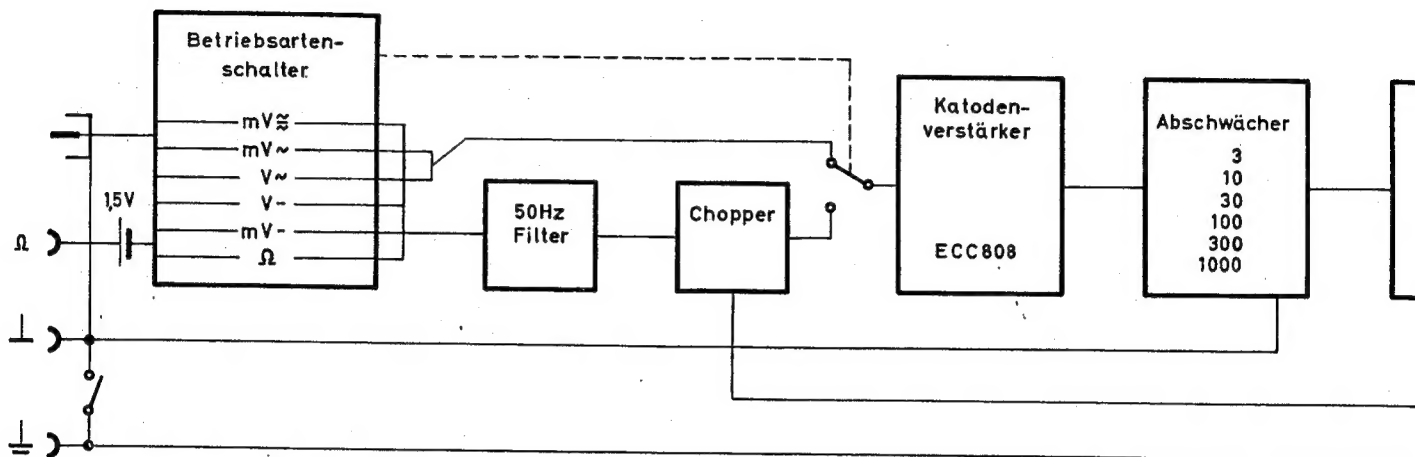 Betriebsarten-
schalter
mV≈
mV~
V~
V-
mV-
Ω
1,5V
Ω
50Hz
Filter
Chopper
Katoden-
verstärker
ECC808
Abschwächer
3
10
30
100
300
1000